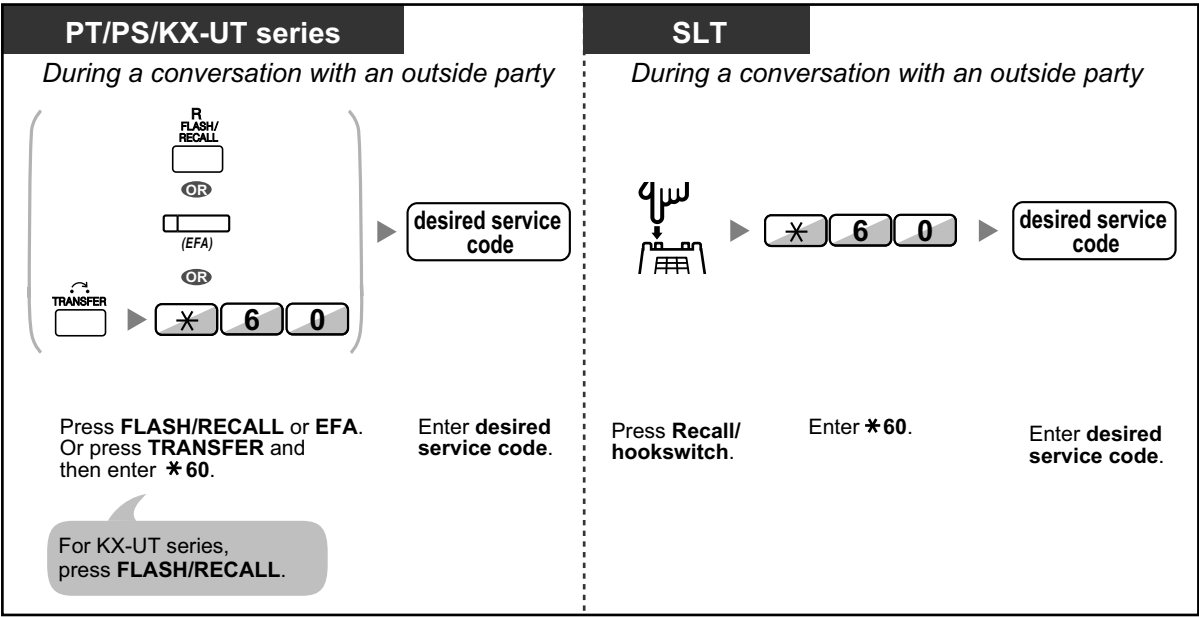 PT/PS/KX-UT series
During a conversation with an outside party
R
FLASH/
RECALL
OR
(EFA)
OR
TRANSFER
* 6 0
desired service
code
Press FLASH/RECALL or EFA.
Or press TRANSFER and
then enter *60.
Enter desired
service code.
For KX-UT series,
press FLASH/RECALL.
SLT
During a conversation with an outside party
* 6 0
desired service
code
Press Recall/
hookswitch.
Enter *60.
Enter desired
service code.